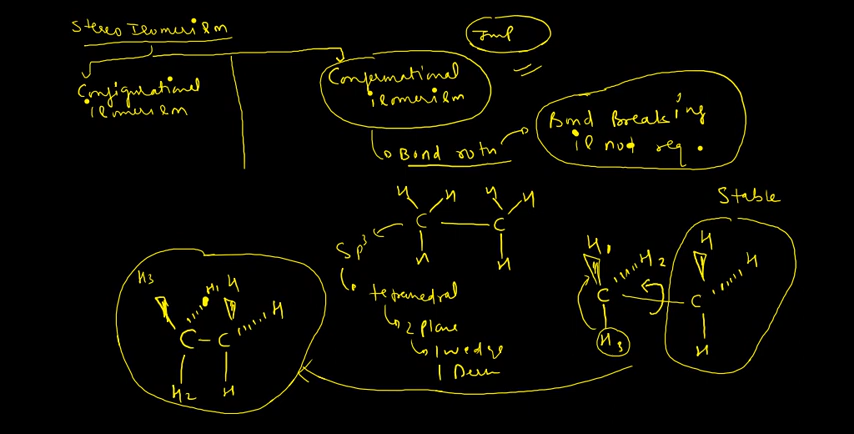 Stereo Isomerism
Imp
Configurational
isomerism
Conformational
isomerism
Bond rotn
Bond Breaking
is not req.
Stable
H H H H
C C
H H
Sp3
tetrahedral
2 plane
1 wedge
1 Dash
H3 H1 H H
C C
H2 H
H H2 H H
C C
H3 H